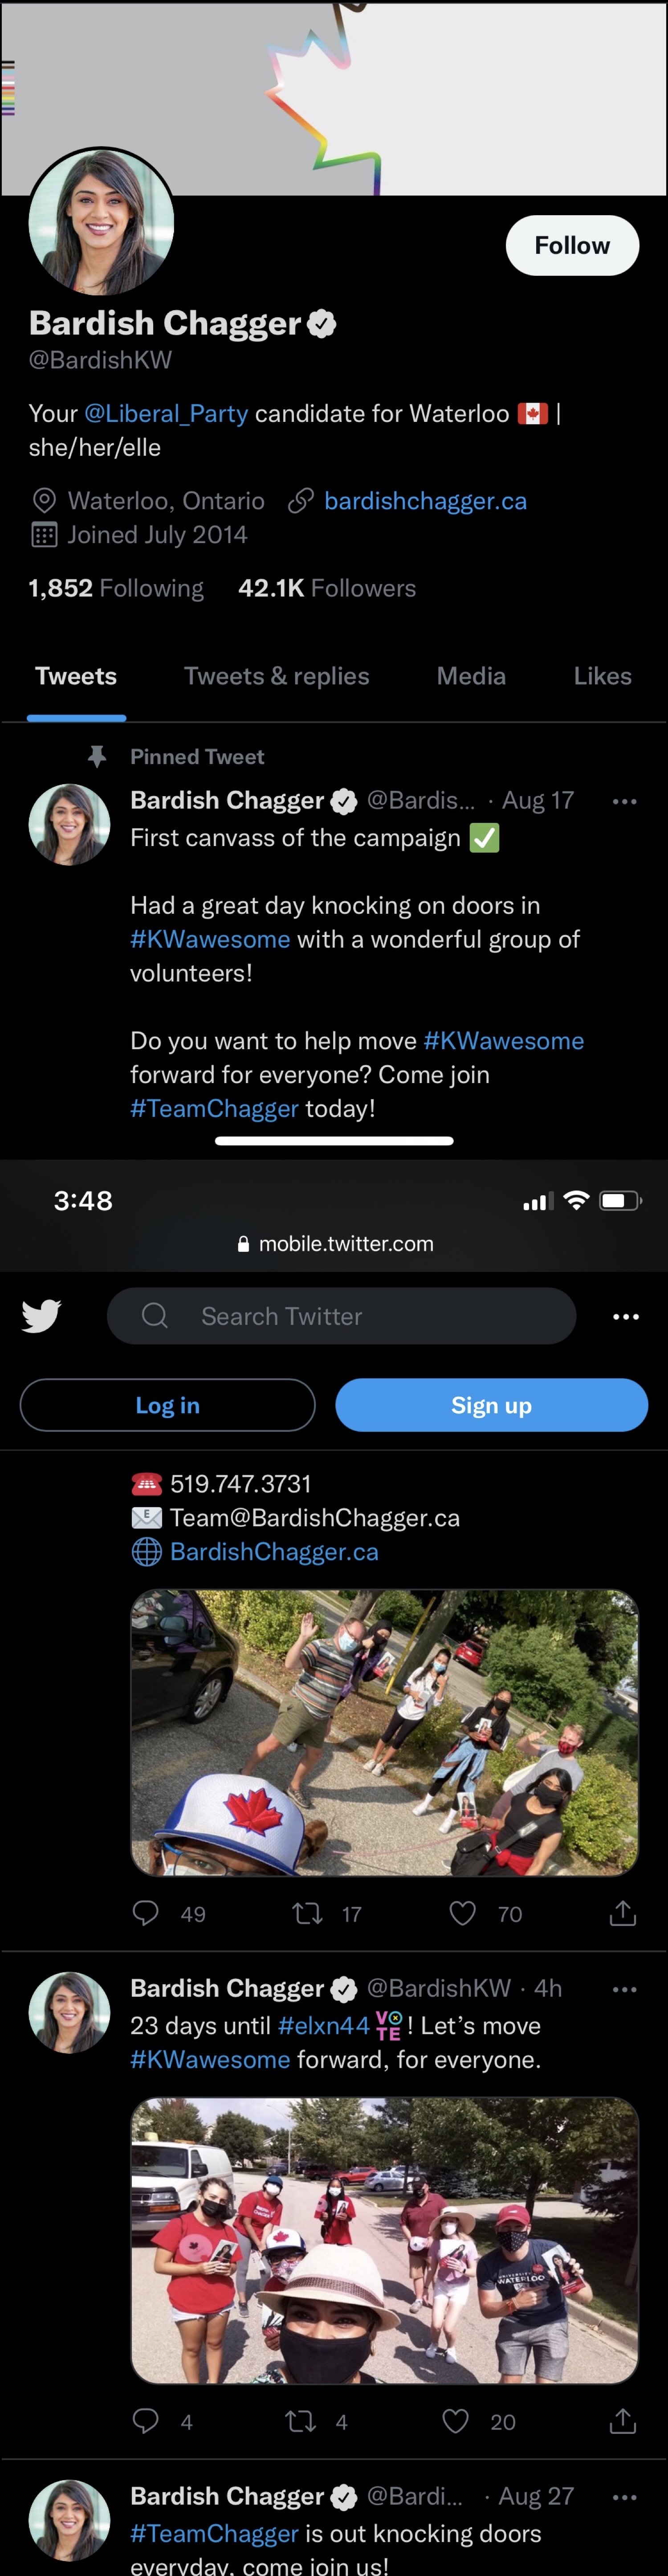 Follow
Bardish Chagger
@BardishKW
Your @Liberal_Party candidate for Waterloo 🇨🇦 |
she/her/elle
Waterloo, Ontario bardishchagger.ca
Joined July 2014
1,852 Following 42.1K Followers
Tweets Tweets & replies Media Likes
Pinned Tweet
Bardish Chagger @Bardis... · Aug 17
First canvass of the campaign ✅
Had a great day knocking on doors in
#KWawesome with a wonderful group of
volunteers!
Do you want to help move #KWawesome
forward for everyone? Come join
#TeamChagger today!
3:48
mobile.twitter.com
Search Twitter
Log in Sign up
☎️ 519.747.3731
📧 Team@BardishChagger.ca
🌐 BardishChagger.ca
49 17 70
Bardish Chagger @BardishKW · 4h
23 days until #elxn44 VOTE ! Let’s move
#KWawesome forward, for everyone.
WATERLOO
4 4 20
Bardish Chagger @Bardi... · Aug 27
#TeamChagger is out knocking doors
everyday, come join us!